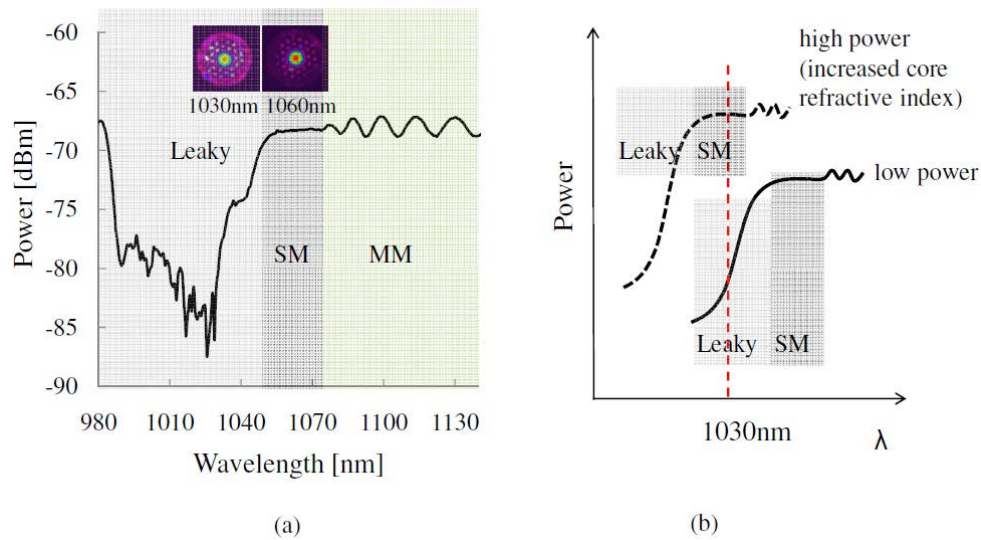 -60
-65
-70
-75
-80
-85
-90
Power [dBm]
1030nm 1060nm
Leaky
SM
MM
980 1010 1040 1070 1100 1130
Wavelength [nm]
(a)
high power
(increased core
refractive index)
Leaky SM
low power
Power
Leaky SM
1030nm
λ
(b)